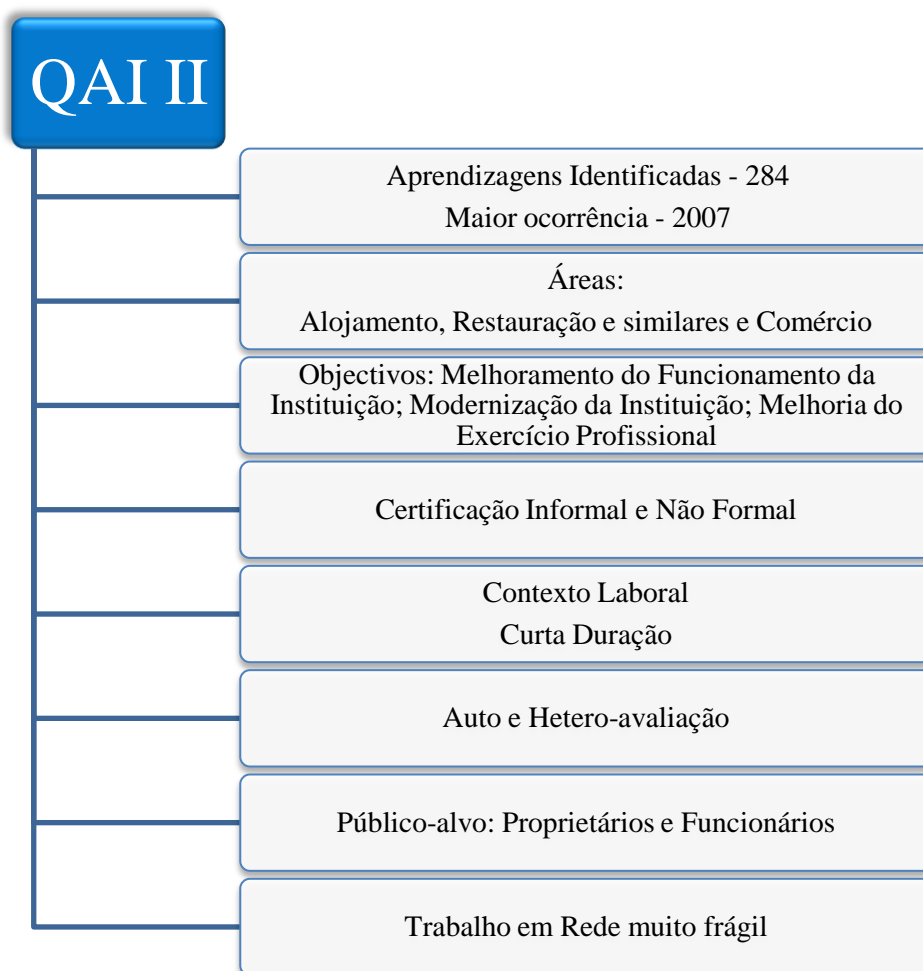 QAI II
Aprendizagens Identificadas - 284
Maior ocorrência - 2007
Áreas:
Alojamento, Restauração e similares e Comércio
Objectivos: Melhoramento do Funcionamento da
Instituição; Modernização da Instituição; Melhoria do
Exercício Profissional
Certificação Informal e Não Formal
Contexto Laboral
Curta Duração
Auto e Hetero-avaliação
Público-alvo: Proprietários e Funcionários
Trabalho em Rede muito frágil